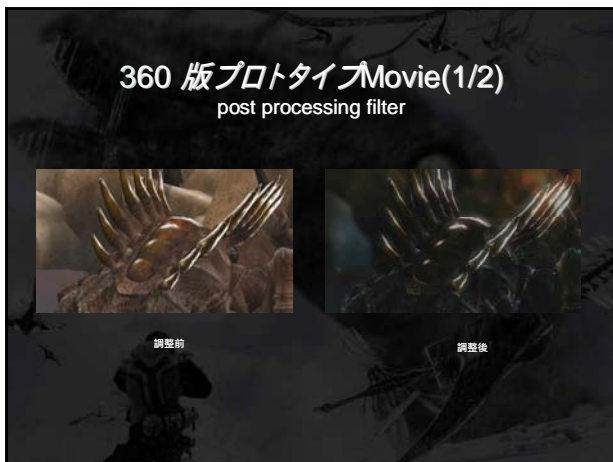 360 版プロトタイプMovie(1/2)
post processing filter
調整前
調整後